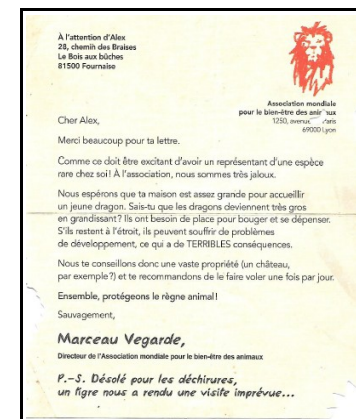 À l'attention d'Alex
28, chemin des Braises
Le Bois aux bûches
81500 Fournaise
Association mondiale
pour le bien-être des animaux
1250, avenue Paris
69000 Lyon
Cher Alex,
Merci beaucoup pour ta lettre.
Comme ce doit être excitant d'avoir un représentant d'une espèce
rare chez soi! À l'association, nous sommes très jaloux.
Nous espérons que ta maison est assez grande pour accueillir
un jeune dragon. Sais-tu que les dragons deviennent très gros
en grandissant? Ils ont besoin de place pour bouger et se dépenser.
S'ils restent à l'étroit, ils peuvent souffrir de problèmes
de développement, ce qui a de TERRIBLES conséquences.
Nous te conseillons donc une vaste propriété (un château,
par exemple?) et te recommandons de le faire voler une fois par jour.
Ensemble, protégeons le règne animal!
Sauvagement,
Marceau Vegarde,
Directeur de l'Association mondiale pour le bien-être des animaux
P.-S. Désolé pour les déchirures,
un tigre nous a rendu une visite imprévue...